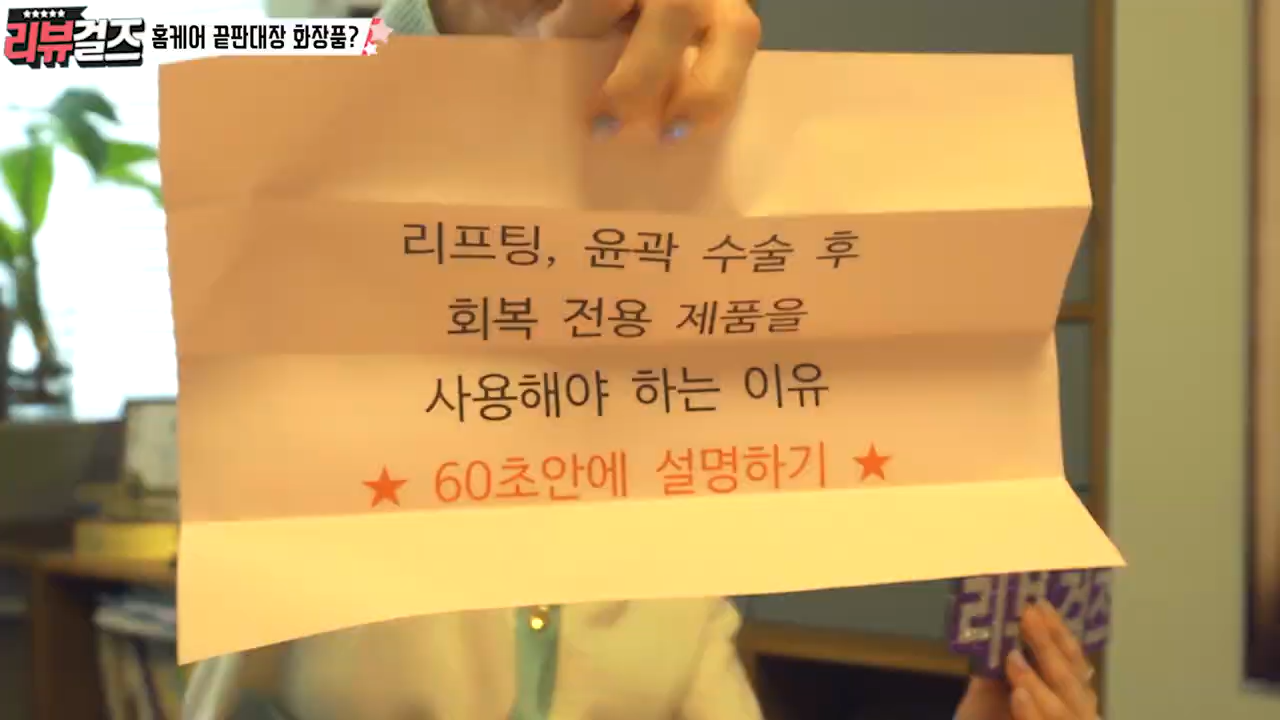 리뷰걸즈 홈케어 끝판대장 화장품?
리프팅, 윤곽 수술 후
회복 전용 제품을
사용해야 하는 이유
★ 60초안에 설명하기 ★
리뷰걸즈